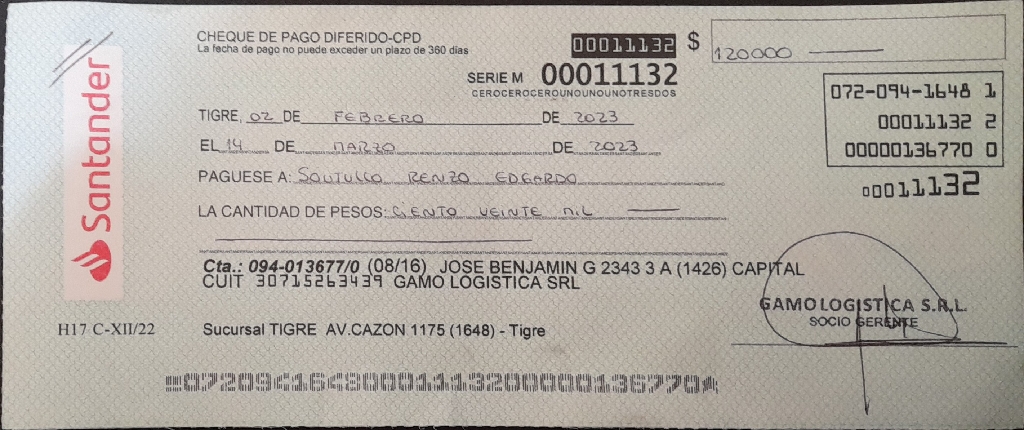 CHEQUE DE PAGO DIFERIDO-CPD
La fecha de pago no puede exceder un plazo de 360 días
00011132 $ 120000
SERIE M 00011132
CEROCEROCEROUNOUNOUNOTRESDOS
Santander
072-094-1648 1
00011132 2
00000136770 0
00011132
TIGRE, 02 DE FEBRERO DE 2023
EL 14 DE MARZO DE 2023
PAGUESE A: SOUTULLO RENZO EDGARDO
LA CANTIDAD DE PESOS: CIENTO VEINTE MIL
Cta.: 094-013677/0 (08/16) JOSE BENJAMIN G 2343 3 A (1426) CAPITAL
CUIT 30715263439 GAMO LOGISTICA SRL
GAMO LOGISTICA S.R.L
SOCIO GERENTE
H17 C-XII/22
Sucursal TIGRE AV.CAZON 1175 (1648) - Tigre
07209416480001113200000136770